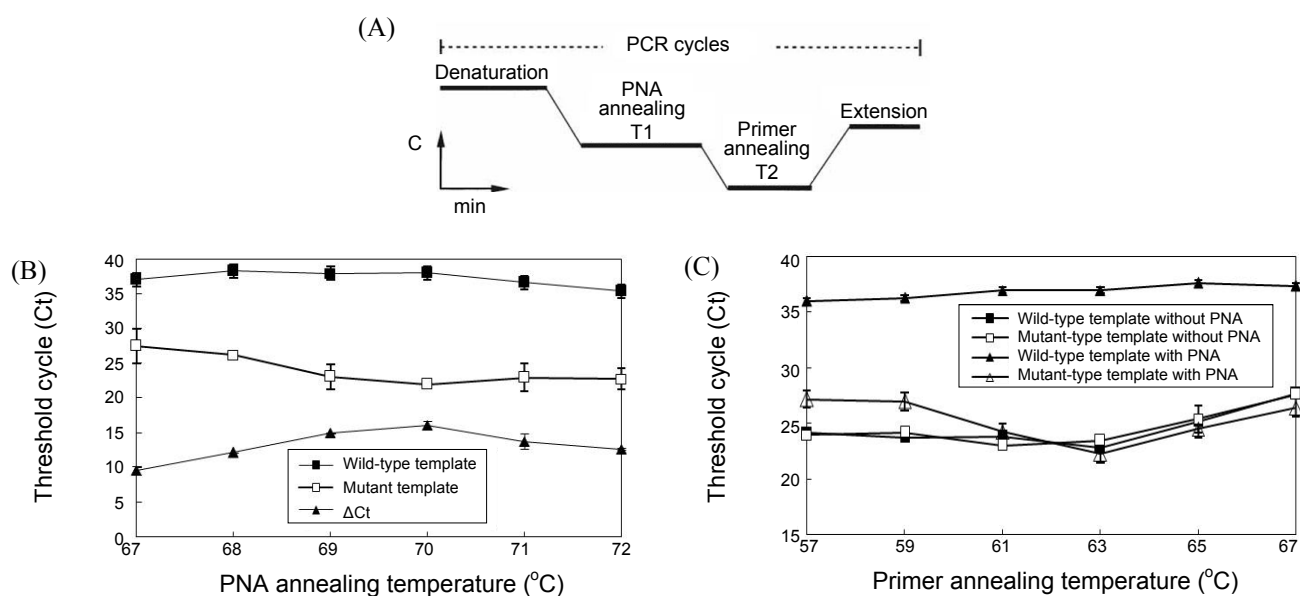 (A)
PCR cycles
Denaturation
PNA
annealing
T1
Primer
annealing
T2
Extension
C
min
(B)
Threshold cycle (Ct)
40
35
30
25
20
15
10
5
0
67 68 69 70 71 72
Wild-type template
Mutant template
ΔCt
PNA annealing temperature (°C)
(C)
Threshold cycle (Ct)
40
35
30
25
20
15
57 59 61 63 65 67
Wild-type template without PNA
Mutant-type template without PNA
Wild-type template with PNA
Mutant-type template with PNA
Primer annealing temperature (°C)